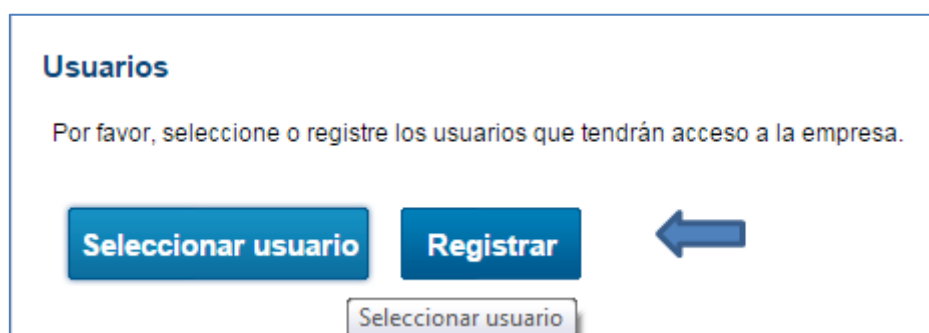 Usuarios
Por favor, seleccione o registre los usuarios que tendrán acceso a la empresa.
Seleccionar usuario Registrar
Seleccionar usuario